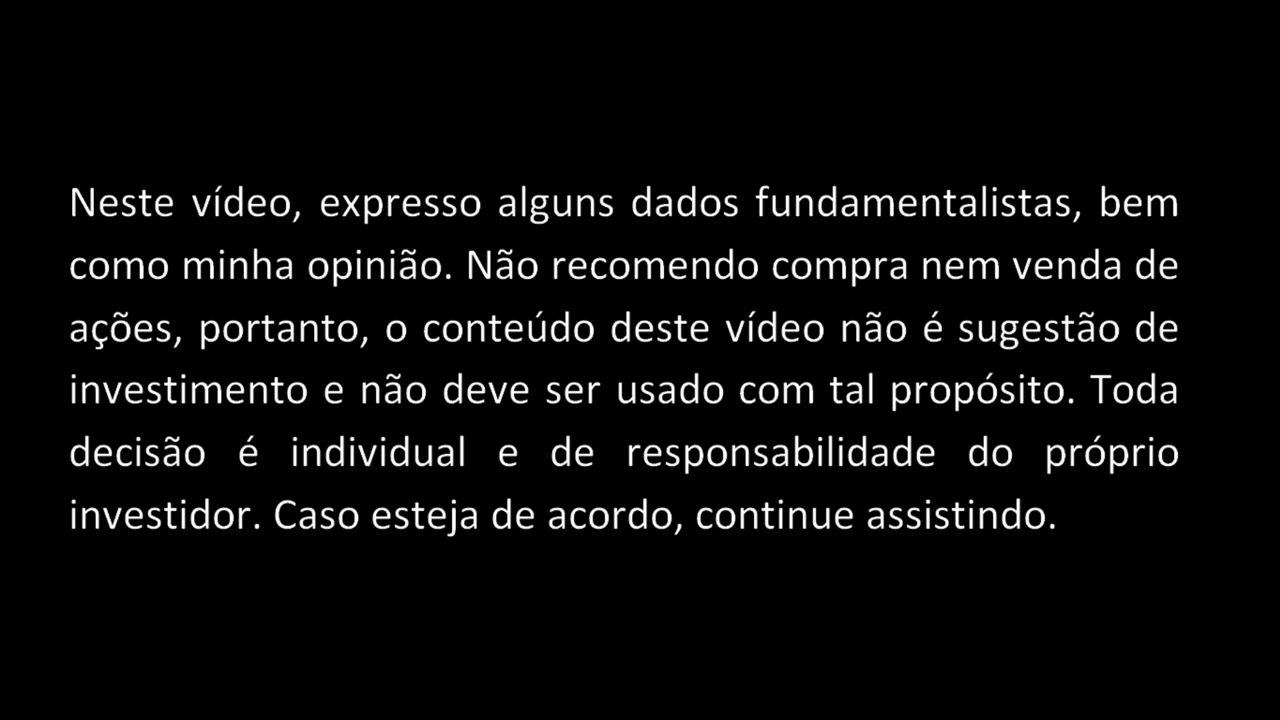 Neste vídeo, expresso alguns dados fundamentalistas, bem
como minha opinião. Não recomendo compra nem venda de
ações, portanto, o conteúdo deste vídeo não é sugestão de
investimento e não deve ser usado com tal propósito. Toda
decisão é individual e de responsabilidade do próprio
investidor. Caso esteja de acordo, continue assistindo.